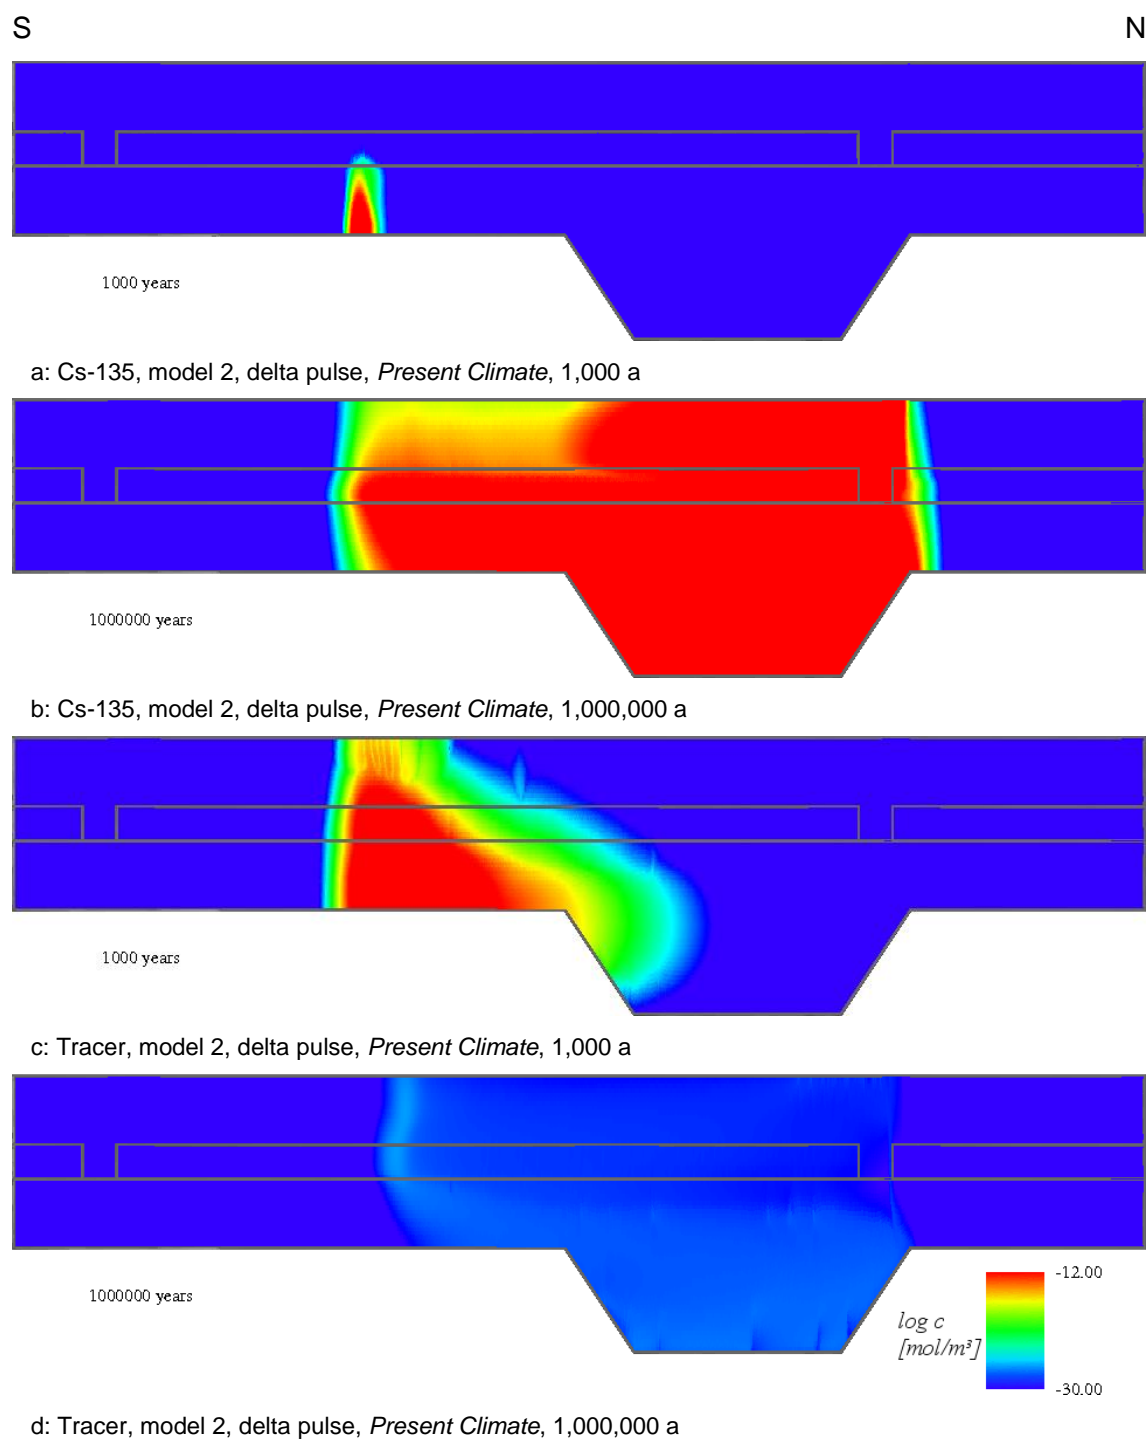 S N
1000 years
a: Cs-135, model 2, delta pulse, Present Climate, 1,000 a
1000000 years
b: Cs-135, model 2, delta pulse, Present Climate, 1,000,000 a
1000 years
c: Tracer, model 2, delta pulse, Present Climate, 1,000 a
1000000 years
-12.00
log c
[mol/m³]
-30.00
d: Tracer, model 2, delta pulse, Present Climate, 1,000,000 a